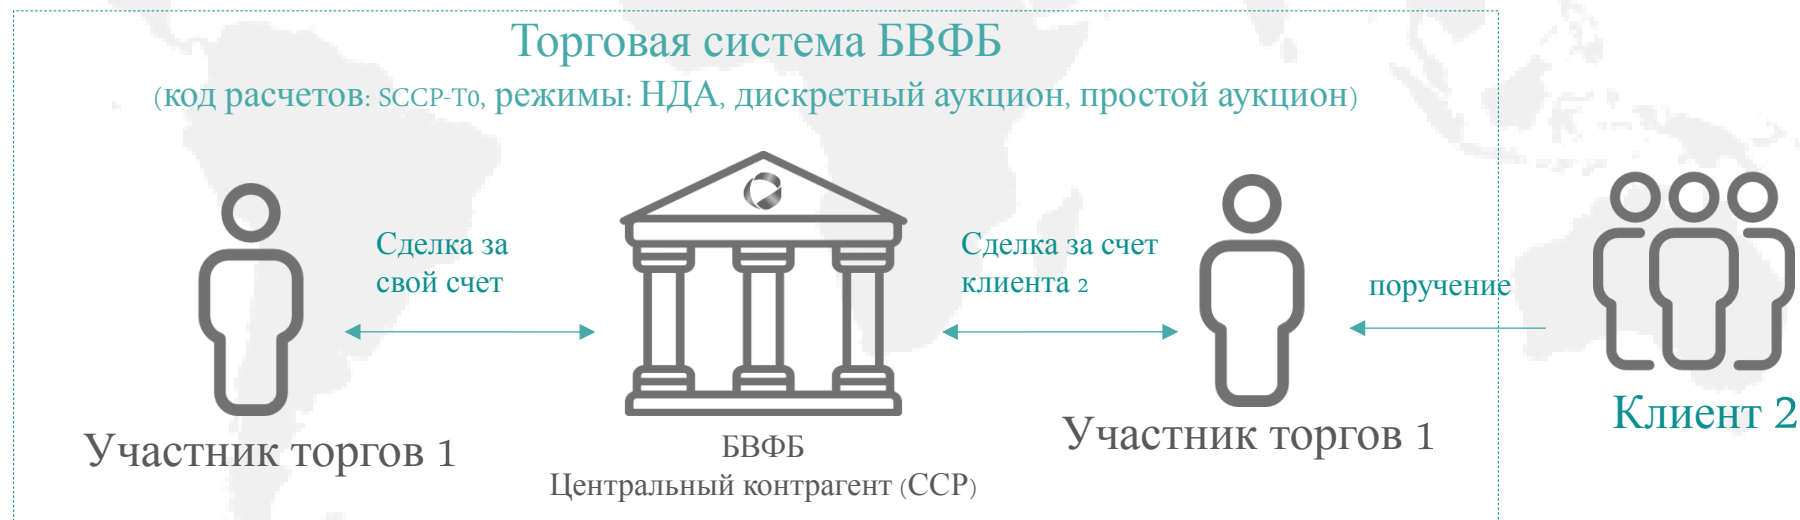 Торговая система БВФБ
(код расчетов: SCCP-T0, режимы: НДА, дискретный аукцион, простой аукцион)
Сделка за
свой счет
Сделка за счет
клиента 2
поручение
Участник торгов 1
БВФБ
Центральный контрагент (ССР)
Участник торгов 1
Клиент 2